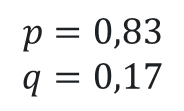 p = 0,83
q = 0,17